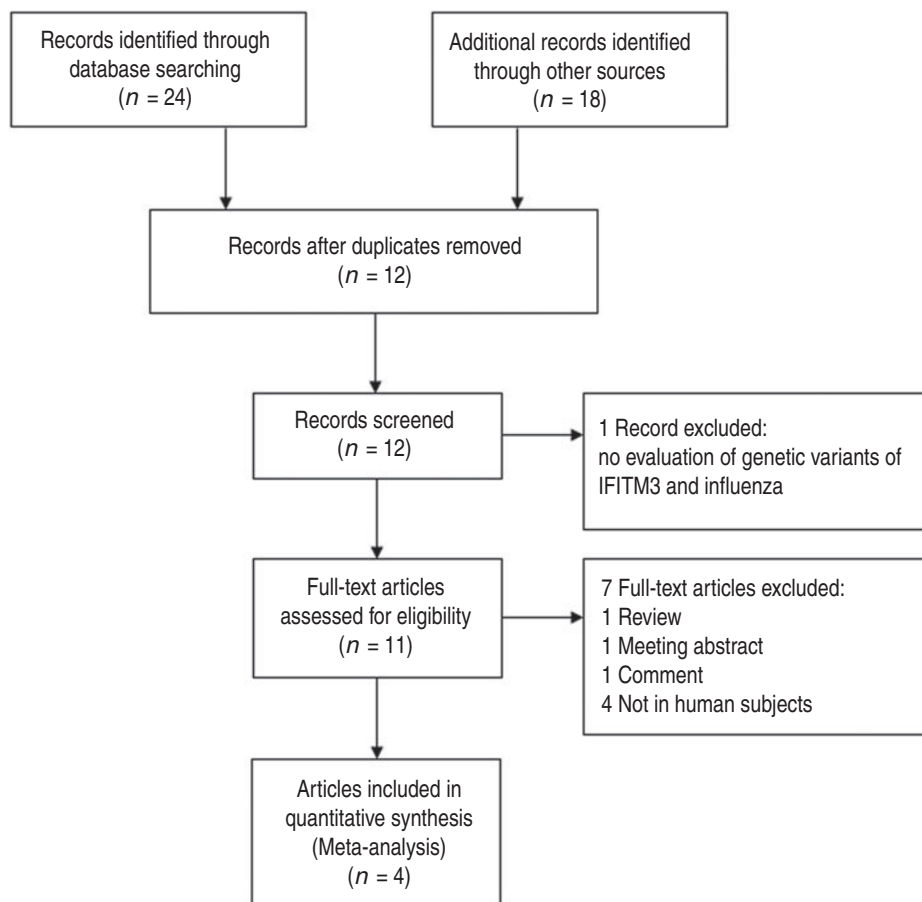 Records identified through
database searching
(n = 24)
Additional records identified
through other sources
(n = 18)
Records after duplicates removed
(n = 12)
Records screened
(n = 12)
1 Record excluded:
no evaluation of genetic variants of
IFITM3 and influenza
Full-text articles
assessed for eligibility
(n = 11)
7 Full-text articles excluded:
1 Review
1 Meeting abstract
1 Comment
4 Not in human subjects
Articles included in
quantitative synthesis
(Meta-analysis)
(n = 4)